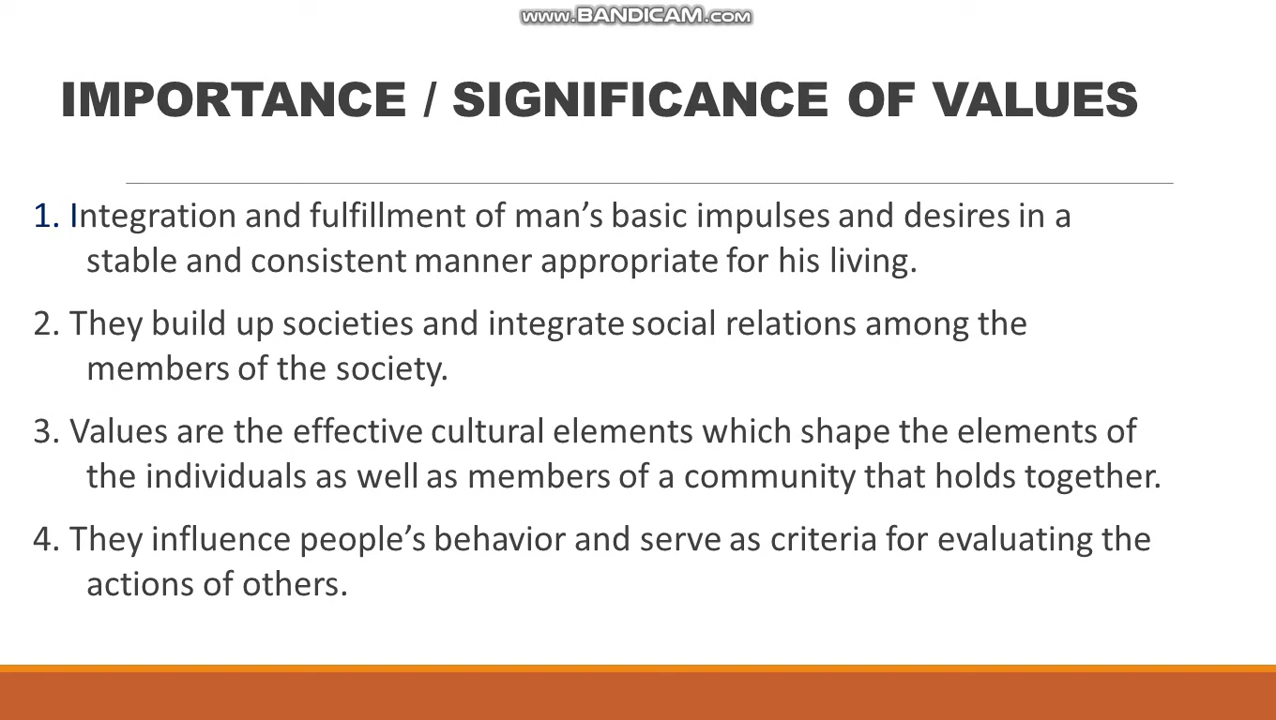 www.BANDICAM.com
IMPORTANCE / SIGNIFICANCE OF VALUES
1. Integration and fulfillment of man’s basic impulses and desires in a
stable and consistent manner appropriate for his living.
2. They build up societies and integrate social relations among the
members of the society.
3. Values are the effective cultural elements which shape the elements of
the individuals as well as members of a community that holds together.
4. They influence people’s behavior and serve as criteria for evaluating the
actions of others.